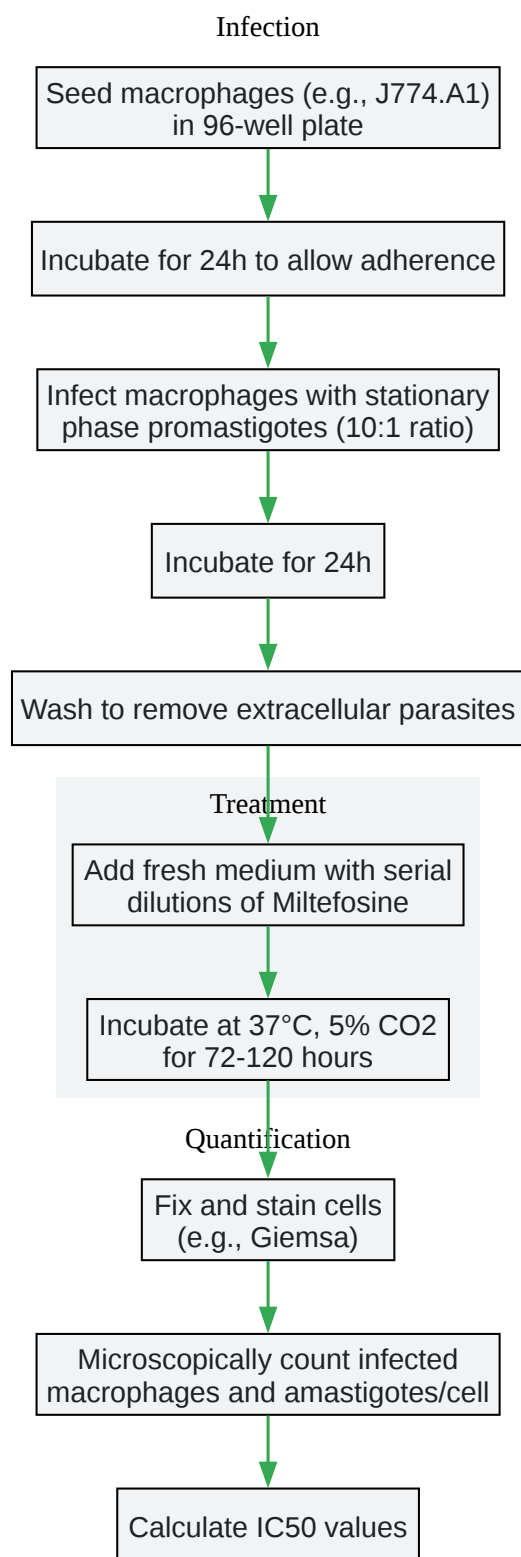 Infection
Seed macrophages (e.g., J774.A1)
in 96-well plate
Incubate for 24h to allow adherence
Infect macrophages with stationary
phase promastigotes (10:1 ratio)
Incubate for 24h
Wash to remove extracellular parasites
Treatment
Add fresh medium with serial
dilutions of Miltefosine
Incubate at 37°C, 5% CO2
for 72-120 hours
Quantification
Fix and stain cells
(e.g., Giemsa)
Microscopically count infected
macrophages and amastigotes/cell
Calculate IC50 values